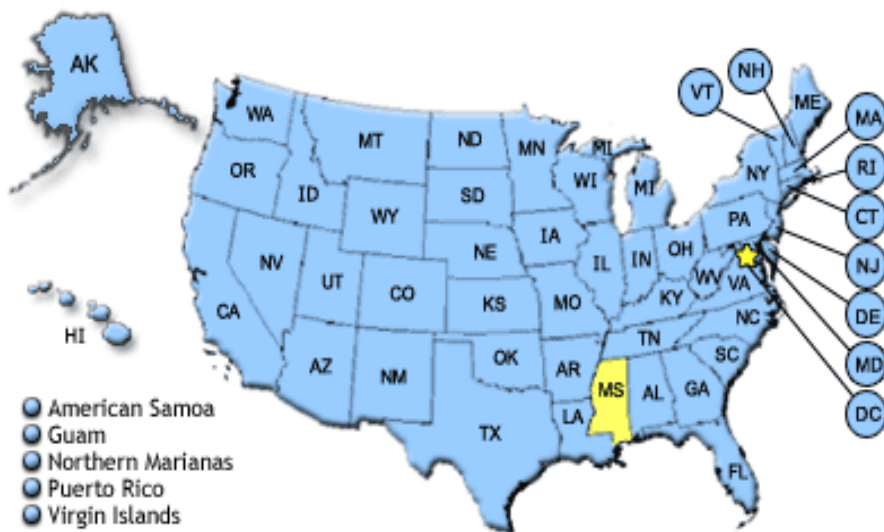 AK
WA
MT
ND
MN
MI
VT
NH
ME
MA
OR
ID
WY
SD
WI
MI
NY
RI
CT
NV
UT
CO
NE
IA
IL
IN
OH
PA
NJ
CA
KS
MO
KY
WV
VA
DE
HI
AZ
NM
OK
AR
TN
NC
MD
SC
DC
TX
LA
MS
AL
GA
FL
American Samoa
Guam
Northern Marianas
Puerto Rico
Virgin Islands